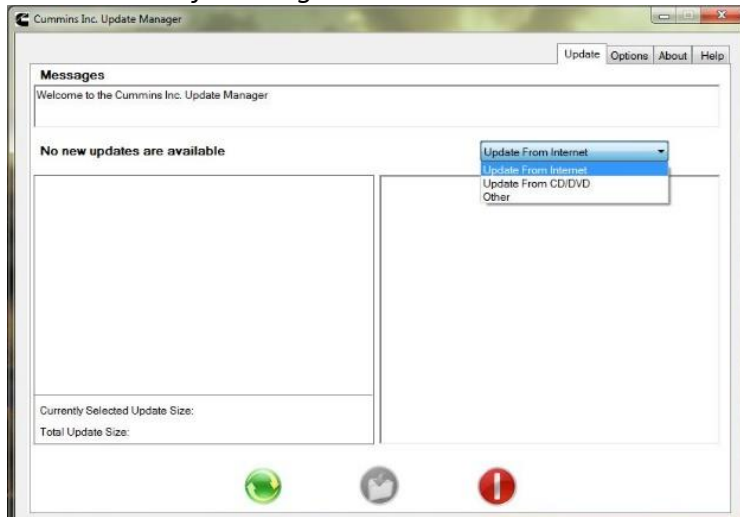 Cummins Inc. Update Manager
Update Options About Help
Messages
Welcome to the Cummins Inc. Update Manager
No new updates are available
Update From Internet
Update From Internet
Update From CD/DVD
Other
Currently Selected Update Size:
Total Update Size: